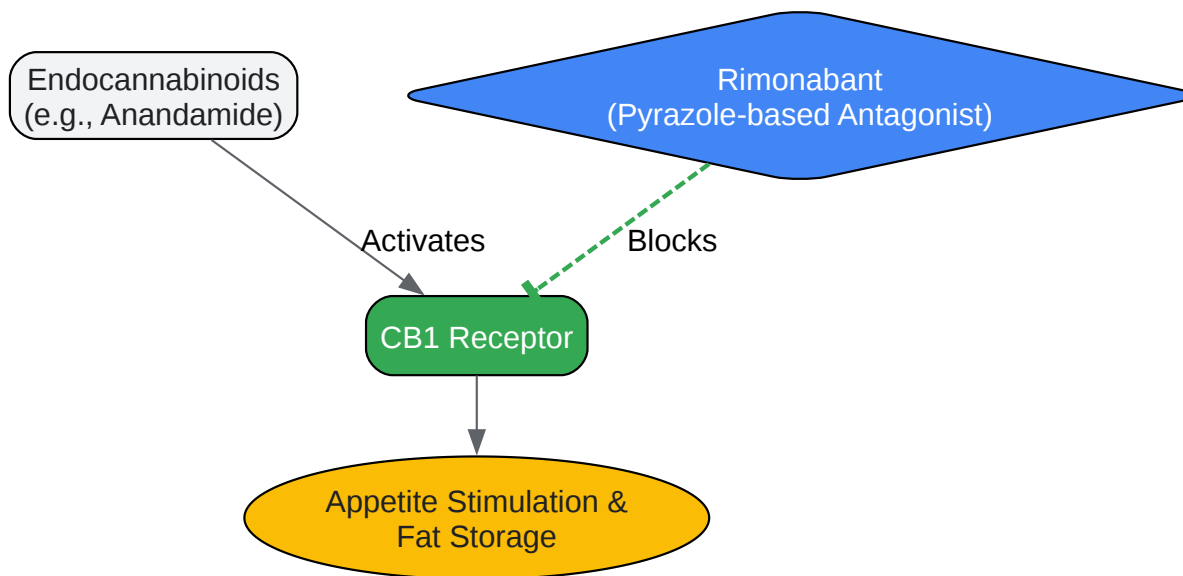 Endocannabinoids
(e.g., Anandamide)
Rimonabant
(Pyrazole-based Antagonist)
Activates
Blocks
CB1 Receptor
Appetite Stimulation &
Fat Storage